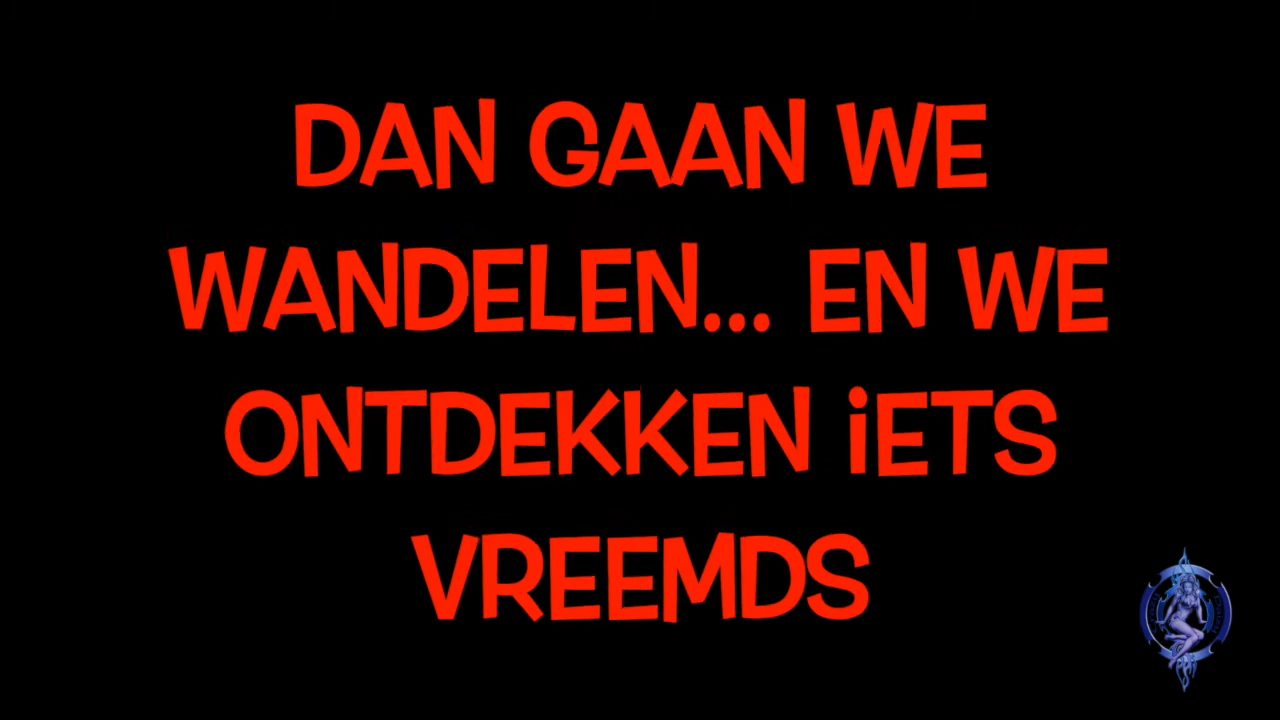 DAN GAAN WE
WANDELEN... EN WE
ONTDEKKEN iETS
VREEMDS